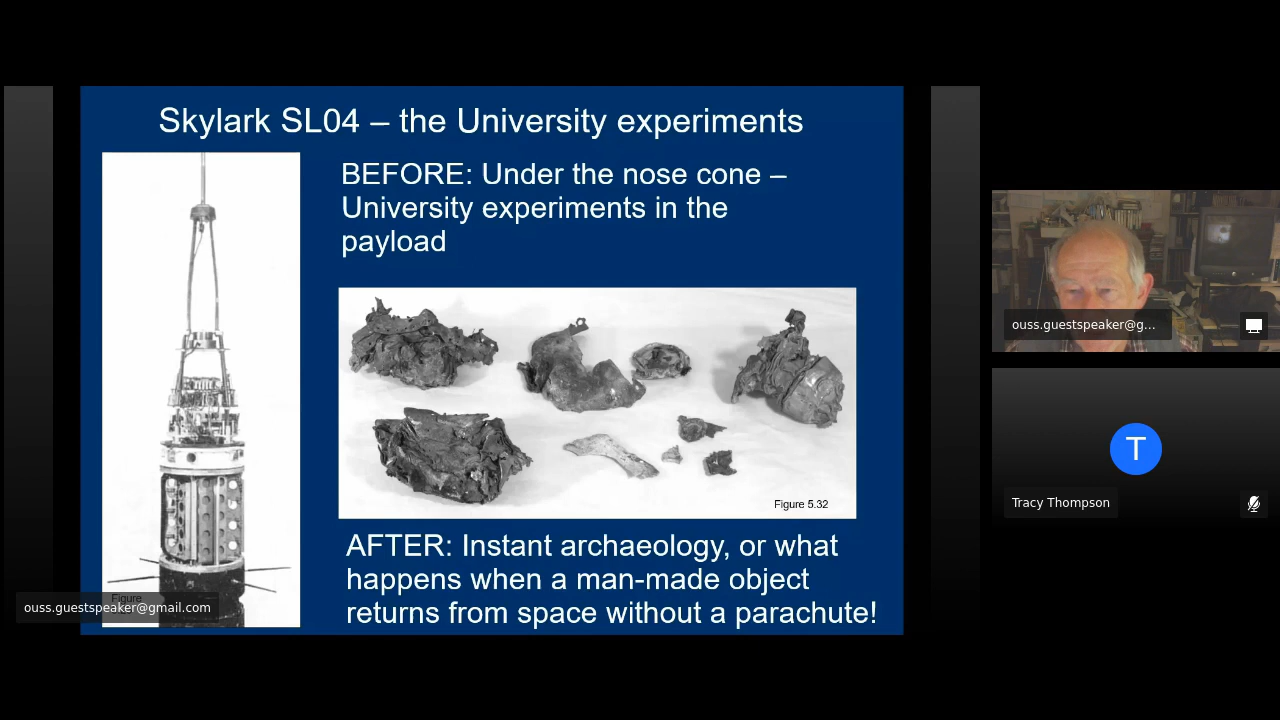 Skylark SL04 – the University experiments
BEFORE: Under the nose cone –
University experiments in the
payload
Figure 5.32
AFTER: Instant archaeology, or what
happens when a man-made object
returns from space without a parachute!
Figure
ouss.guestspeaker@gmail.com
ouss.guestspeaker@g...
T
Tracy Thompson